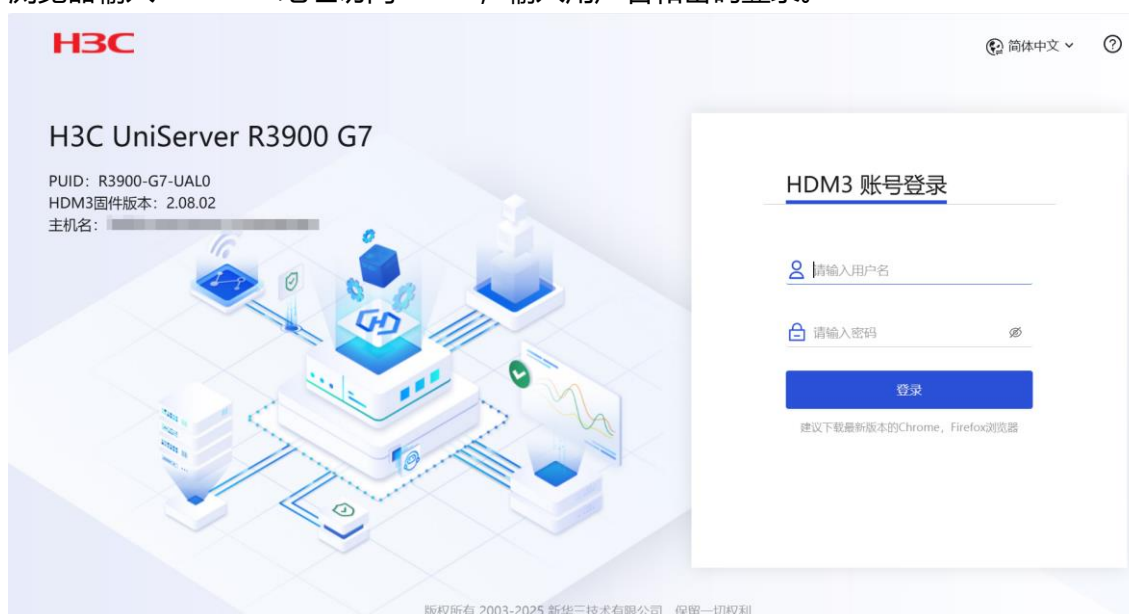 H3C
简体中文
H3C UniServer R3900 G7
PUID：R3900-G7-UAL0
HDM3固件版本：2.08.02
主机名：
HDM3 账号登录
请输入用户名
请输入密码
登录
建议下载最新版本的Chrome，Firefox浏览器
版权所有 2003-2025 新华三技术有限公司 保留一切权利